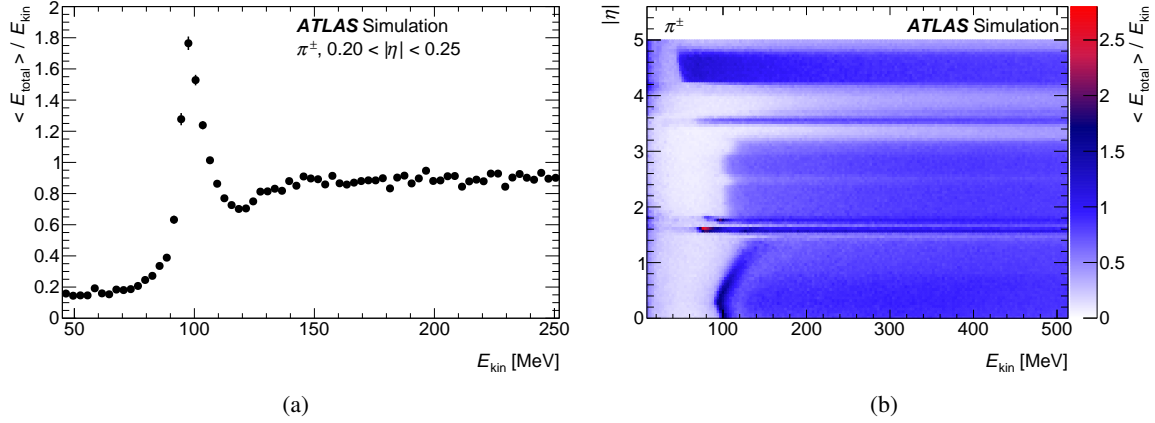 < E_total > / E_kin
2
1.8
1.6
1.4
1.2
1
0.8
0.6
0.4
0.2
0
ATLAS Simulation
π±, 0.20 < |η| < 0.25
50 100 150 200 250
E_kin [MeV]
(a)
|η|
5
4
3
2
1
0
π±
ATLAS Simulation
100 200 300 400 500
E_kin [MeV]
2.5
2
1.5
1
0.5
0
< E_total > / E_kin
(b)